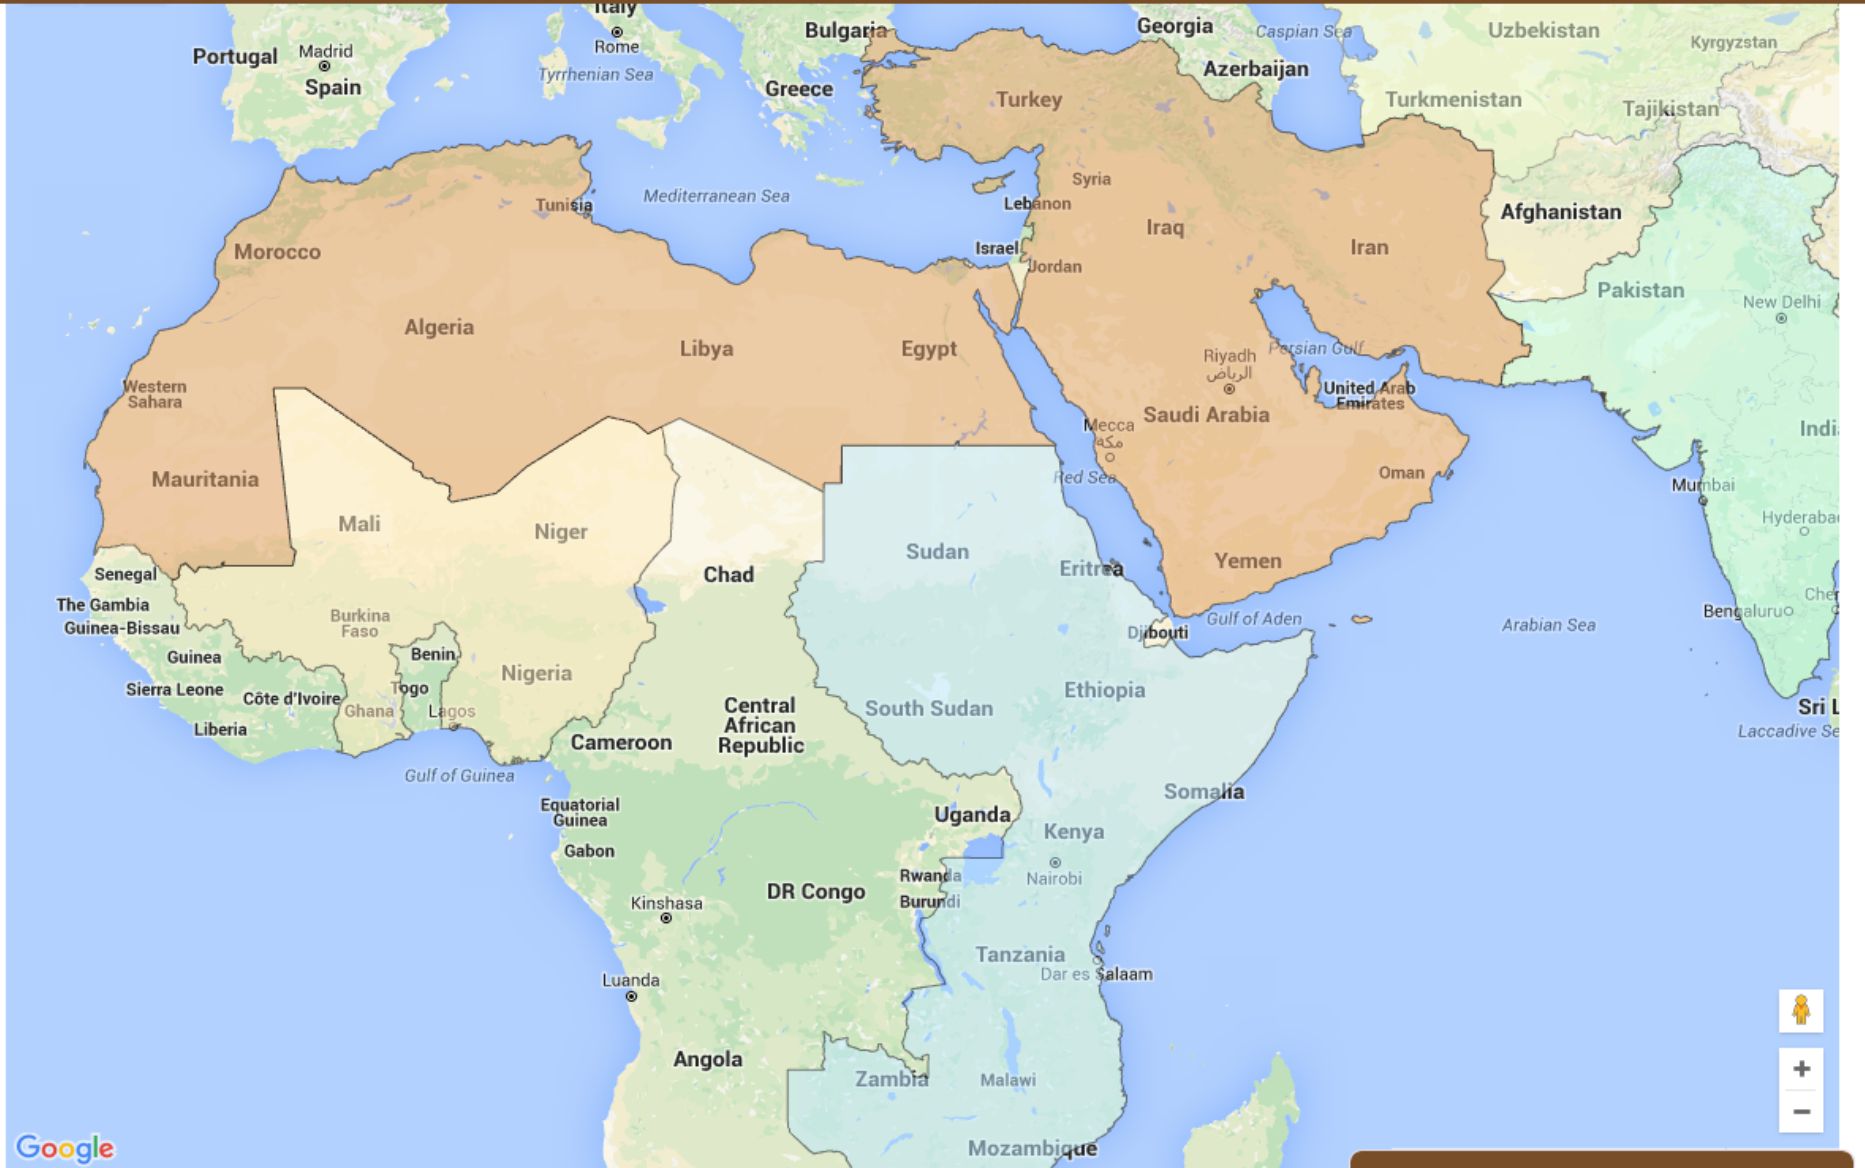 Italy
Georgia
Caspian Sea
Uzbekistan
Bulgaria
Kyrgyzstan
Portugal
Madrid
Rome
Azerbaijan
Tyrrhenian Sea
Spain
Greece
Turkey
Turkmenistan
Tajikistan
Syria
Mediterranean Sea
Tunisia
Lebanon
Afghanistan
Iraq
Morocco
Israel
Iran
Jordan
Pakistan
New Delhi
Algeria
Libya
Egypt
Persian Gulf
Riyadh
الرياض
Western
Sahara
United Arab
Emirates
Saudi Arabia
Mecca
مكة
Indi
Mauritania
Red Sea
Oman
Mumbai
Mali
Niger
Hyderaba
Sudan
Yemen
Eritrea
Senegal
Chad
Cher
The Gambia
Burkina
Faso
Gulf of Aden
Bengaluru
Guinea-Bissau
Djibouti
Arabian Sea
Guinea
Benin
Nigeria
Sierra Leone
Togo
Ethiopia
Côte d'Ivoire
Ghana
Lagos
Central
African
Republic
South Sudan
Sri L
Liberia
Laccadive Se
Cameroon
Gulf of Guinea
Somalia
Equatorial
Guinea
Uganda
Kenya
Gabon
Rwanda
Nairobi
DR Congo
Burundi
Kinshasa
Tanzania
Dar es Salaam
Luanda
Angola
Zambia
Malawi
Mozambique
Google